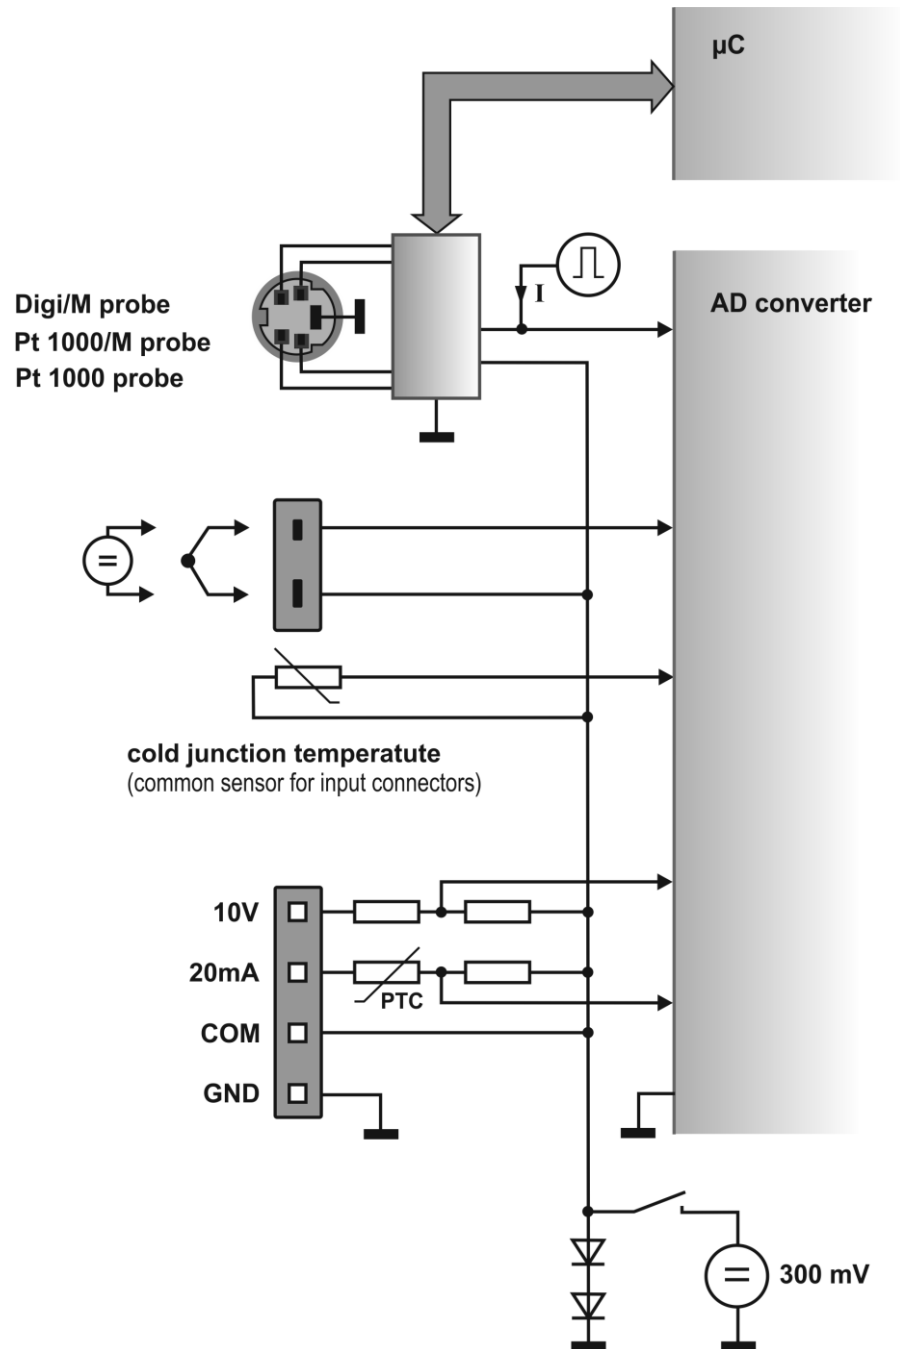 µC
I
AD converter
Digi/M probe
Pt 1000/M probe
Pt 1000 probe
cold junction temperatute
(common sensor for input connectors)
10V
20mA
PTC
COM
GND
300 mV